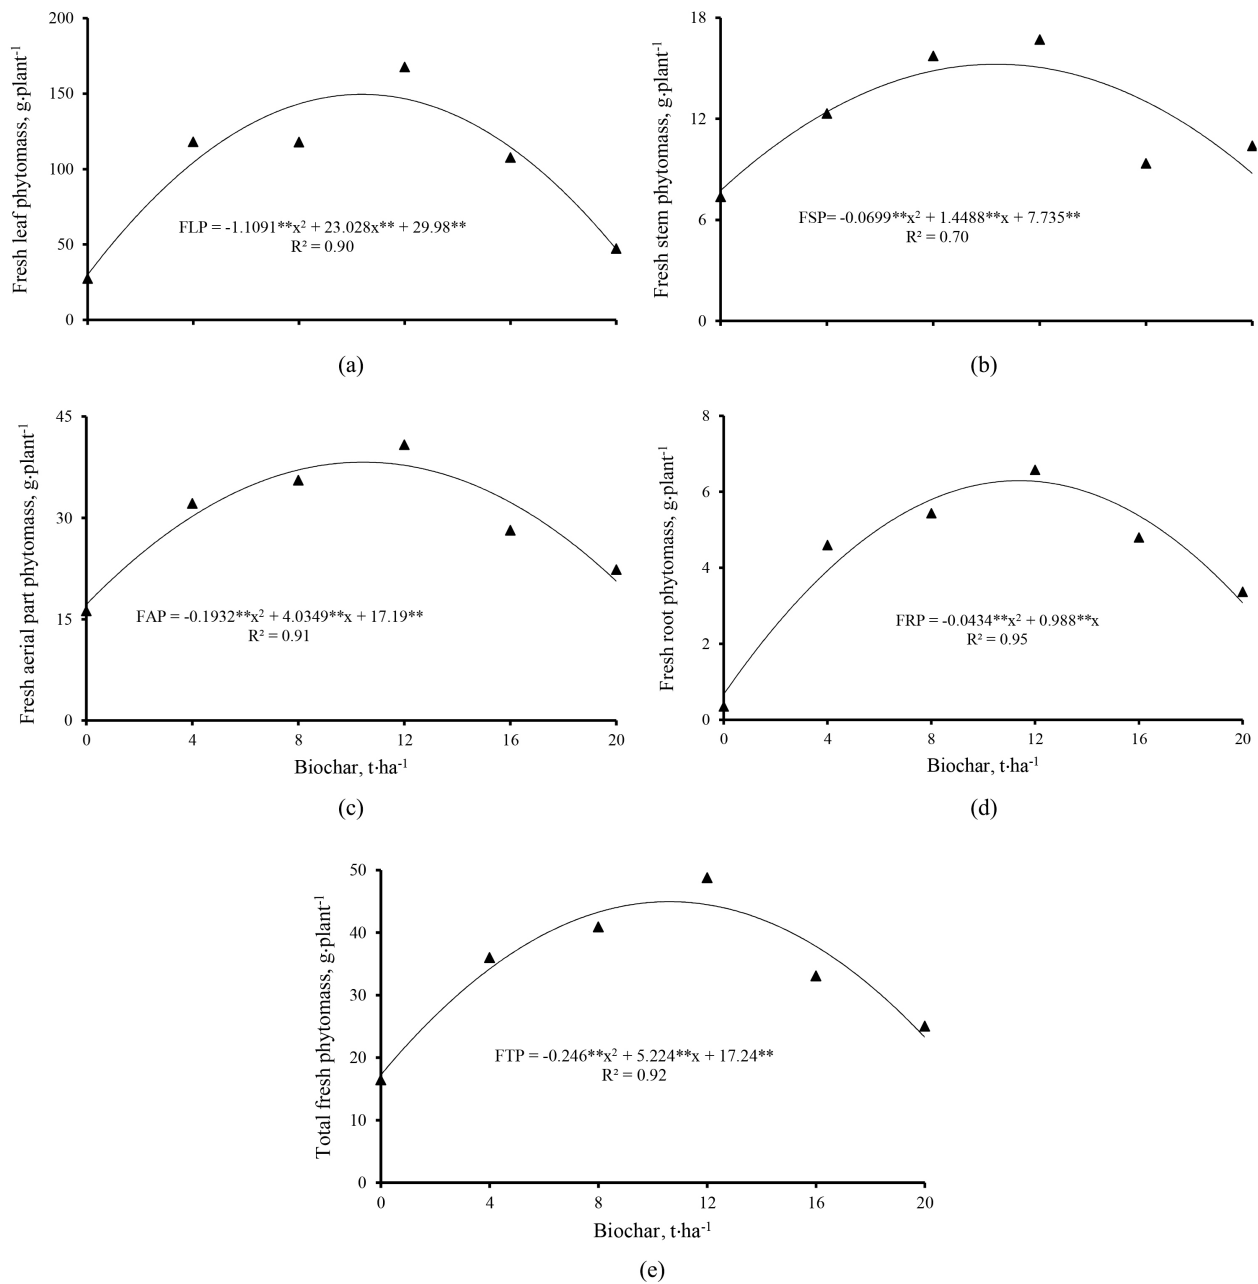 200
150
100
50
0
Fresh leaf phytomass, g·plant⁻¹
FLP = -1.1091**x² + 23.028x** + 29.98**
R² = 0.90
(a)
18
12
6
0
Fresh stem phytomass, g·plant⁻¹
FSP= -0.0699**x² + 1.4488**x + 7.735**
R² = 0.70
(b)
45
30
15
0
Fresh aerial part phytomass, g·plant⁻¹
FAP = -0.1932**x² + 4.0349**x + 17.19**
R² = 0.91
0 4 8 12 16 20
Biochar, t·ha⁻¹
(c)
8
6
4
2
0
Fresh root phytomass, g·plant⁻¹
FRP = -0.0434**x² + 0.988**x
R² = 0.95
0 4 8 12 16 20
Biochar, t·ha⁻¹
(d)
50
40
30
20
10
0
Total fresh phytomass, g·plant⁻¹
FTP = -0.246**x² + 5.224**x + 17.24**
R² = 0.92
0 4 8 12 16 20
Biochar, t·ha⁻¹
(e)